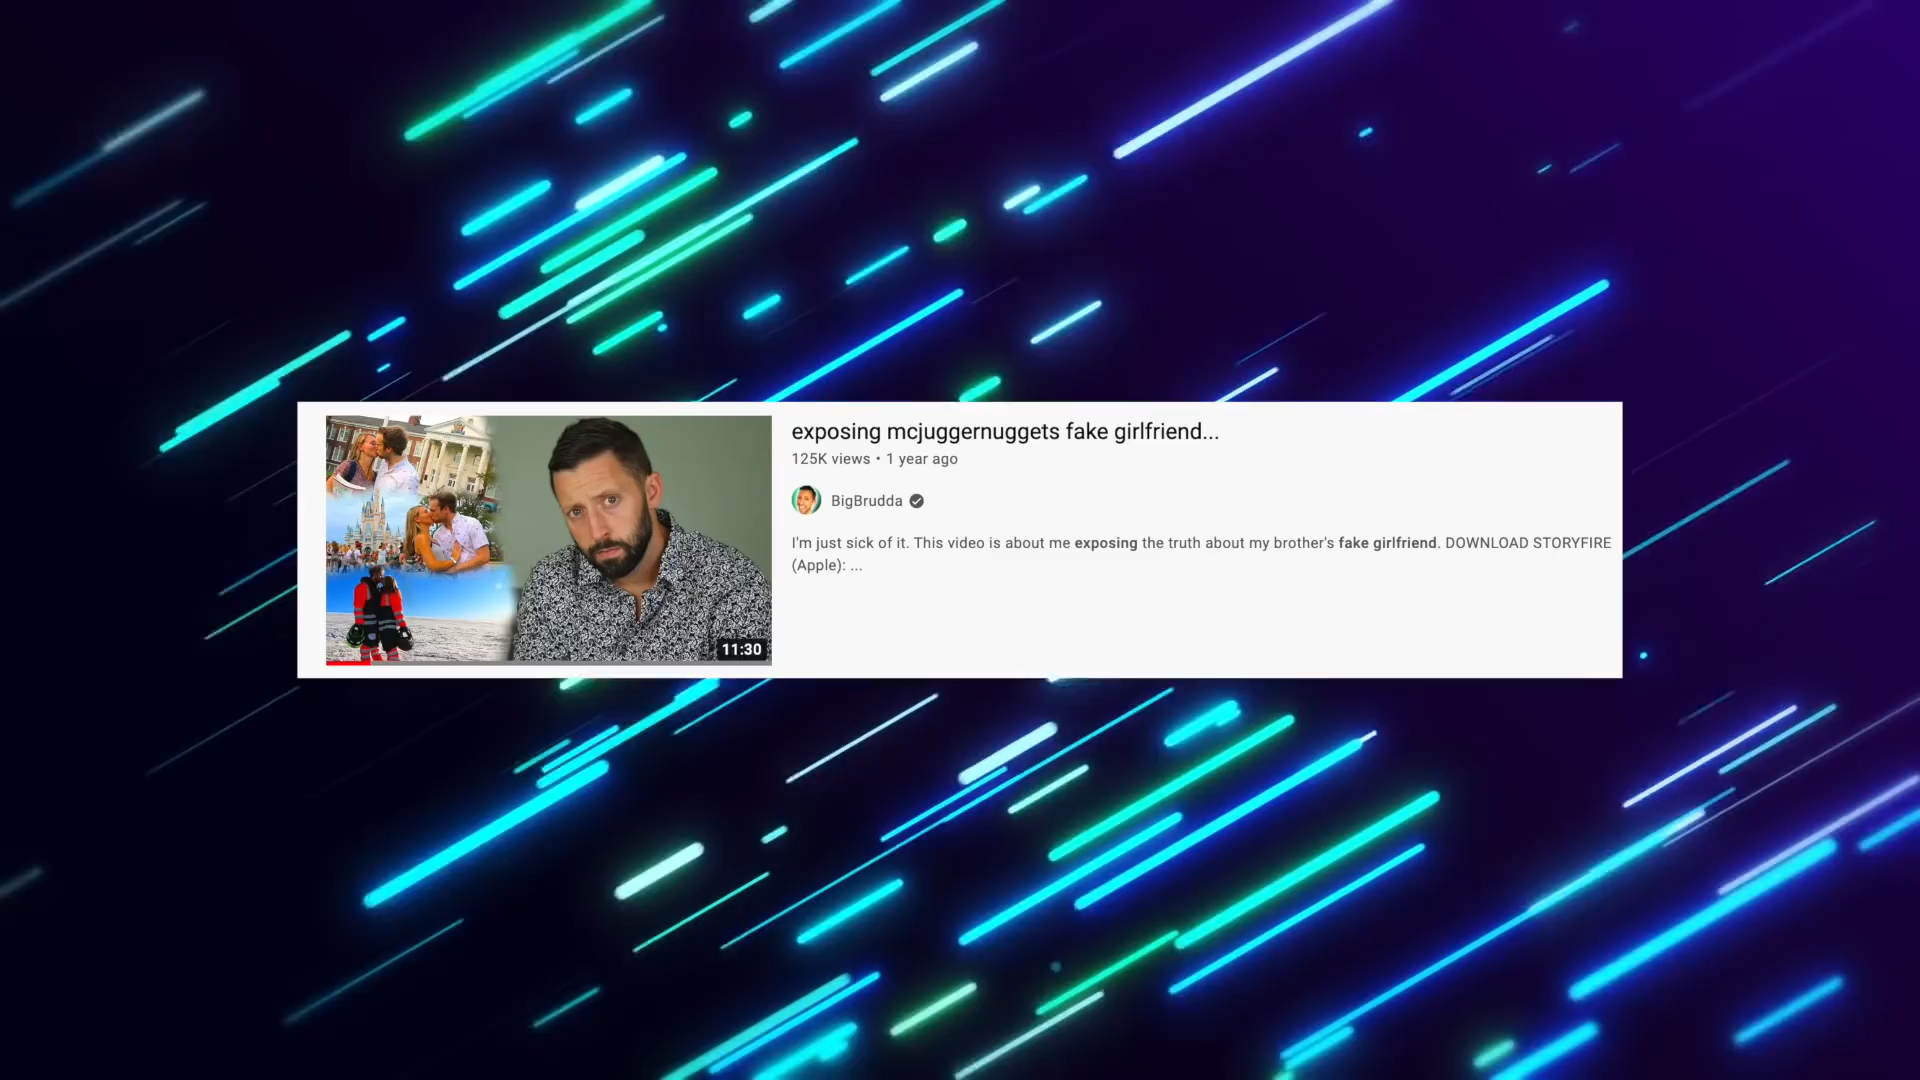 exposing mcjuggernuggets fake girlfriend...
125K views • 1 year ago
BigBrudda
I'm just sick of it. This video is about me exposing the truth about my brother's fake girlfriend. DOWNLOAD STORYFIRE
(Apple): ...
11:30